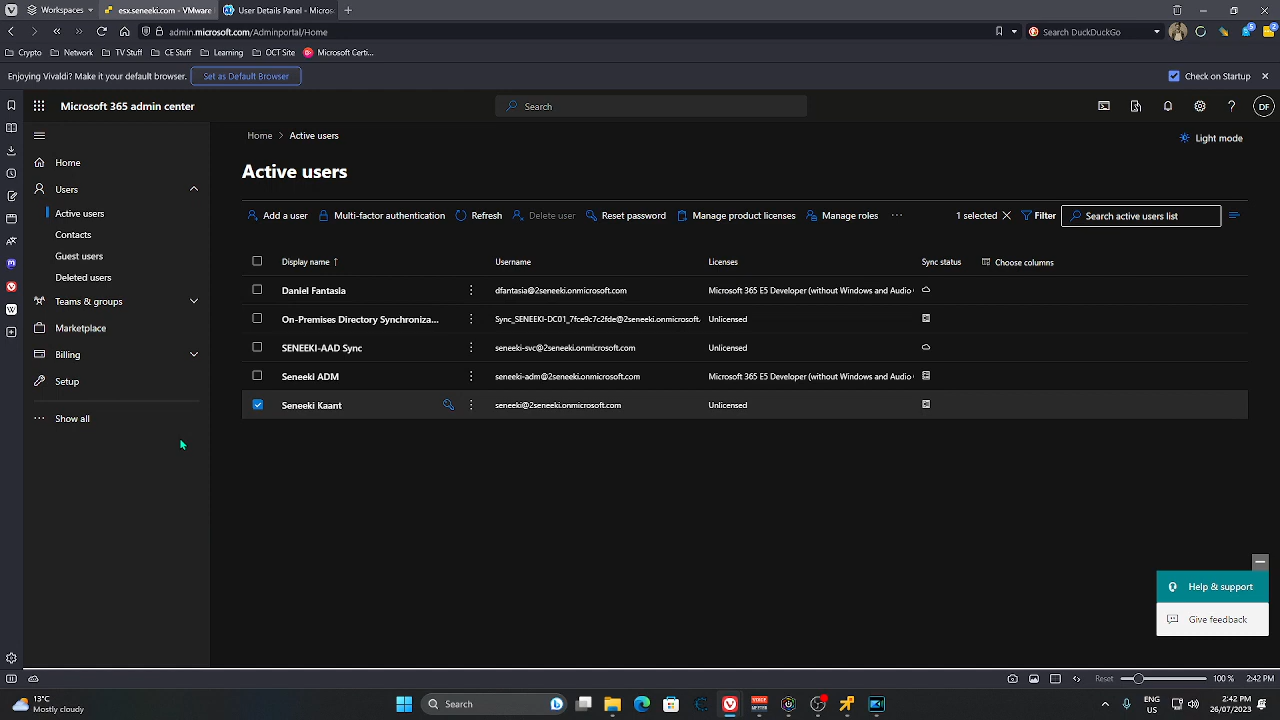 Workspaces
esx.seneeki.com - VMware
User Details Panel - Micros
admin.microsoft.com/Adminportal/Home
Search DuckDuckGo
Crypto
Network
TV Stuff
CE Stuff
Learning
OCT Site
Microsoft Certi...
Enjoying Vivaldi? Make it your default browser.
Set as Default Browser
Check on Startup
Microsoft 365 admin center
Search
DF
Home
Users
Active users
Contacts
Guest users
Deleted users
Teams & groups
Marketplace
Billing
Setup
Show all
Home > Active users
Light mode
Active users
Add a user
Multi-factor authentication
Refresh
Delete user
Reset password
Manage product licenses
Manage roles
1 selected
Filter
Search active users list
Display name ↑
Username
Licenses
Sync status
Choose columns
Daniel Fantasia
dfantasia@2seneeki.onmicrosoft.com
Microsoft 365 E5 Developer (without Windows and Audio
On-Premises Directory Synchroniza...
Sync_SENEEKI-DC01_7fce9c7c2fde@2seneeki.onmicrosoft.
Unlicensed
SENEEKI-AAD Sync
seneeki-svc@2seneeki.onmicrosoft.com
Unlicensed
Seneeki ADM
seneeki-adm@2seneeki.onmicrosoft.com
Microsoft 365 E5 Developer (without Windows and Audio
Seneeki Kaant
seneeki@2seneeki.onmicrosoft.com
Unlicensed
Help & support
Give feedback
Reset
100 %
2:42 PM
13°C
Mostly cloudy
Search
ENG
US
2:42 PM
26/07/2023